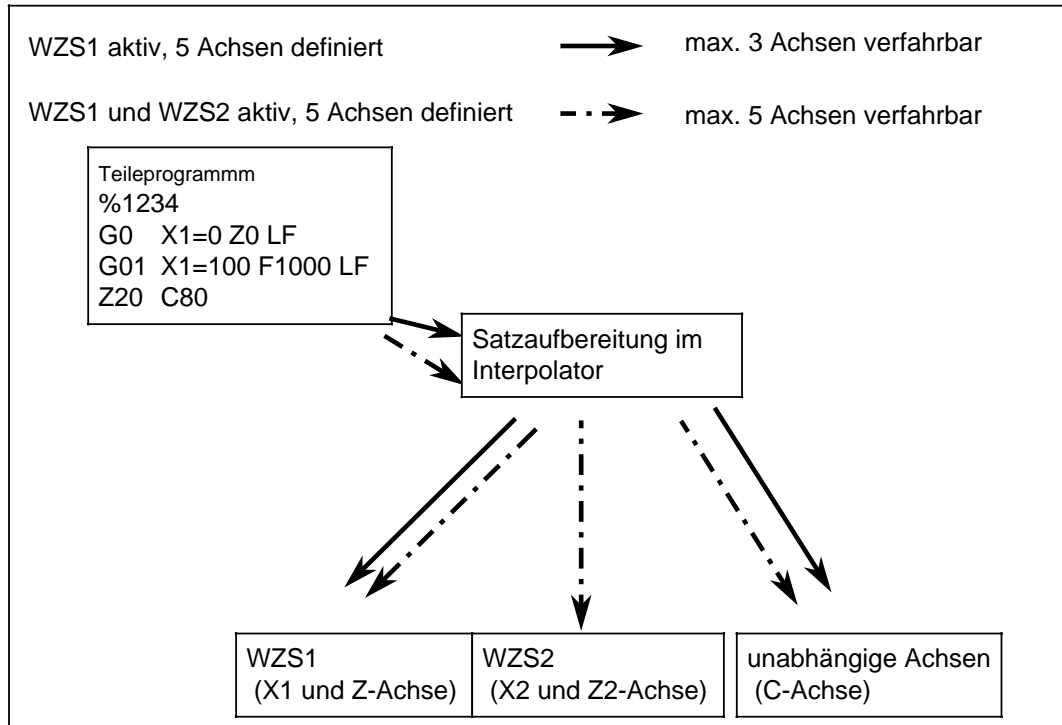 WZS1 aktiv, 5 Achsen definiert
max. 3 Achsen verfahrbar
WZS1 und WZS2 aktiv, 5 Achsen definiert
max. 5 Achsen verfahrbar
Teileprogrammm
%1234
G0 X1=0 Z0 LF
G01 X1=100 F1000 LF
Z20 C80
Satzaufbereitung im
Interpolator
WZS1
(X1 und Z-Achse)
WZS2
(X2 und Z2-Achse)
unabhängige Achsen
(C-Achse)